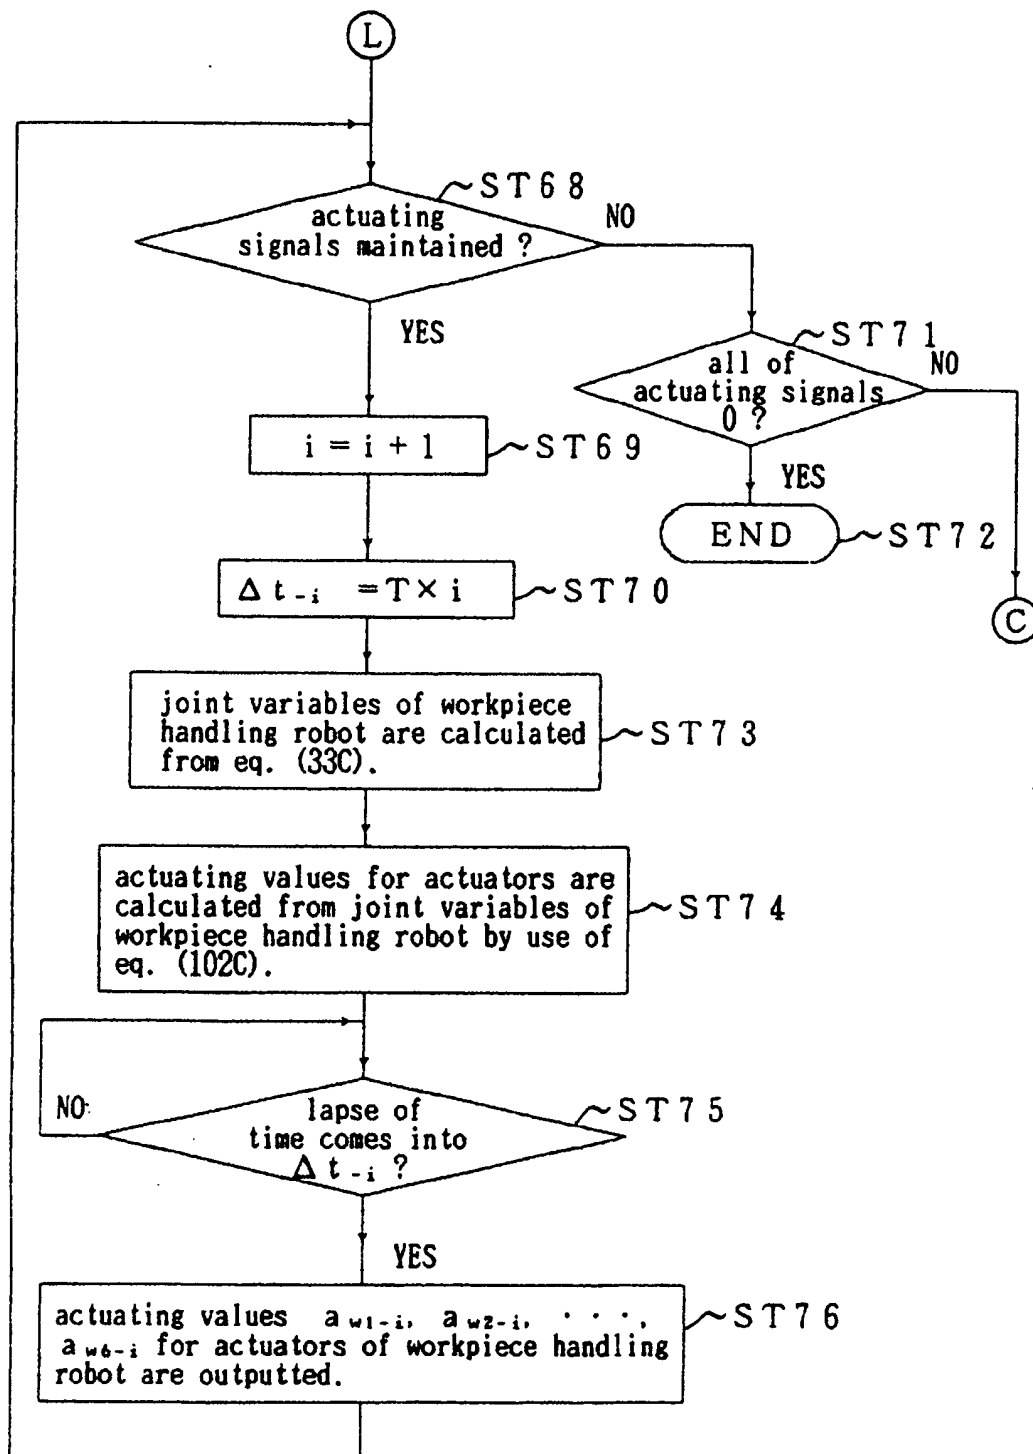 L
ST68
actuating
signals maintained ?
NO
YES
ST71
all of
actuating signals
0 ?
NO
YES
i = i + 1
ST69
END
ST72
Δ t -i = T × i
ST70
C
joint variables of workpiece
handling robot are calculated
from eq. (33C).
ST73
actuating values for actuators are
calculated from joint variables of
workpiece handling robot by use of
eq. (102C).
ST74
NO
lapse of
time comes into
Δ t -i ?
ST75
YES
actuating values a w1-i, a w2-i, · · ·,
a w6-i for actuators of workpiece handling
robot are outputted.
ST76